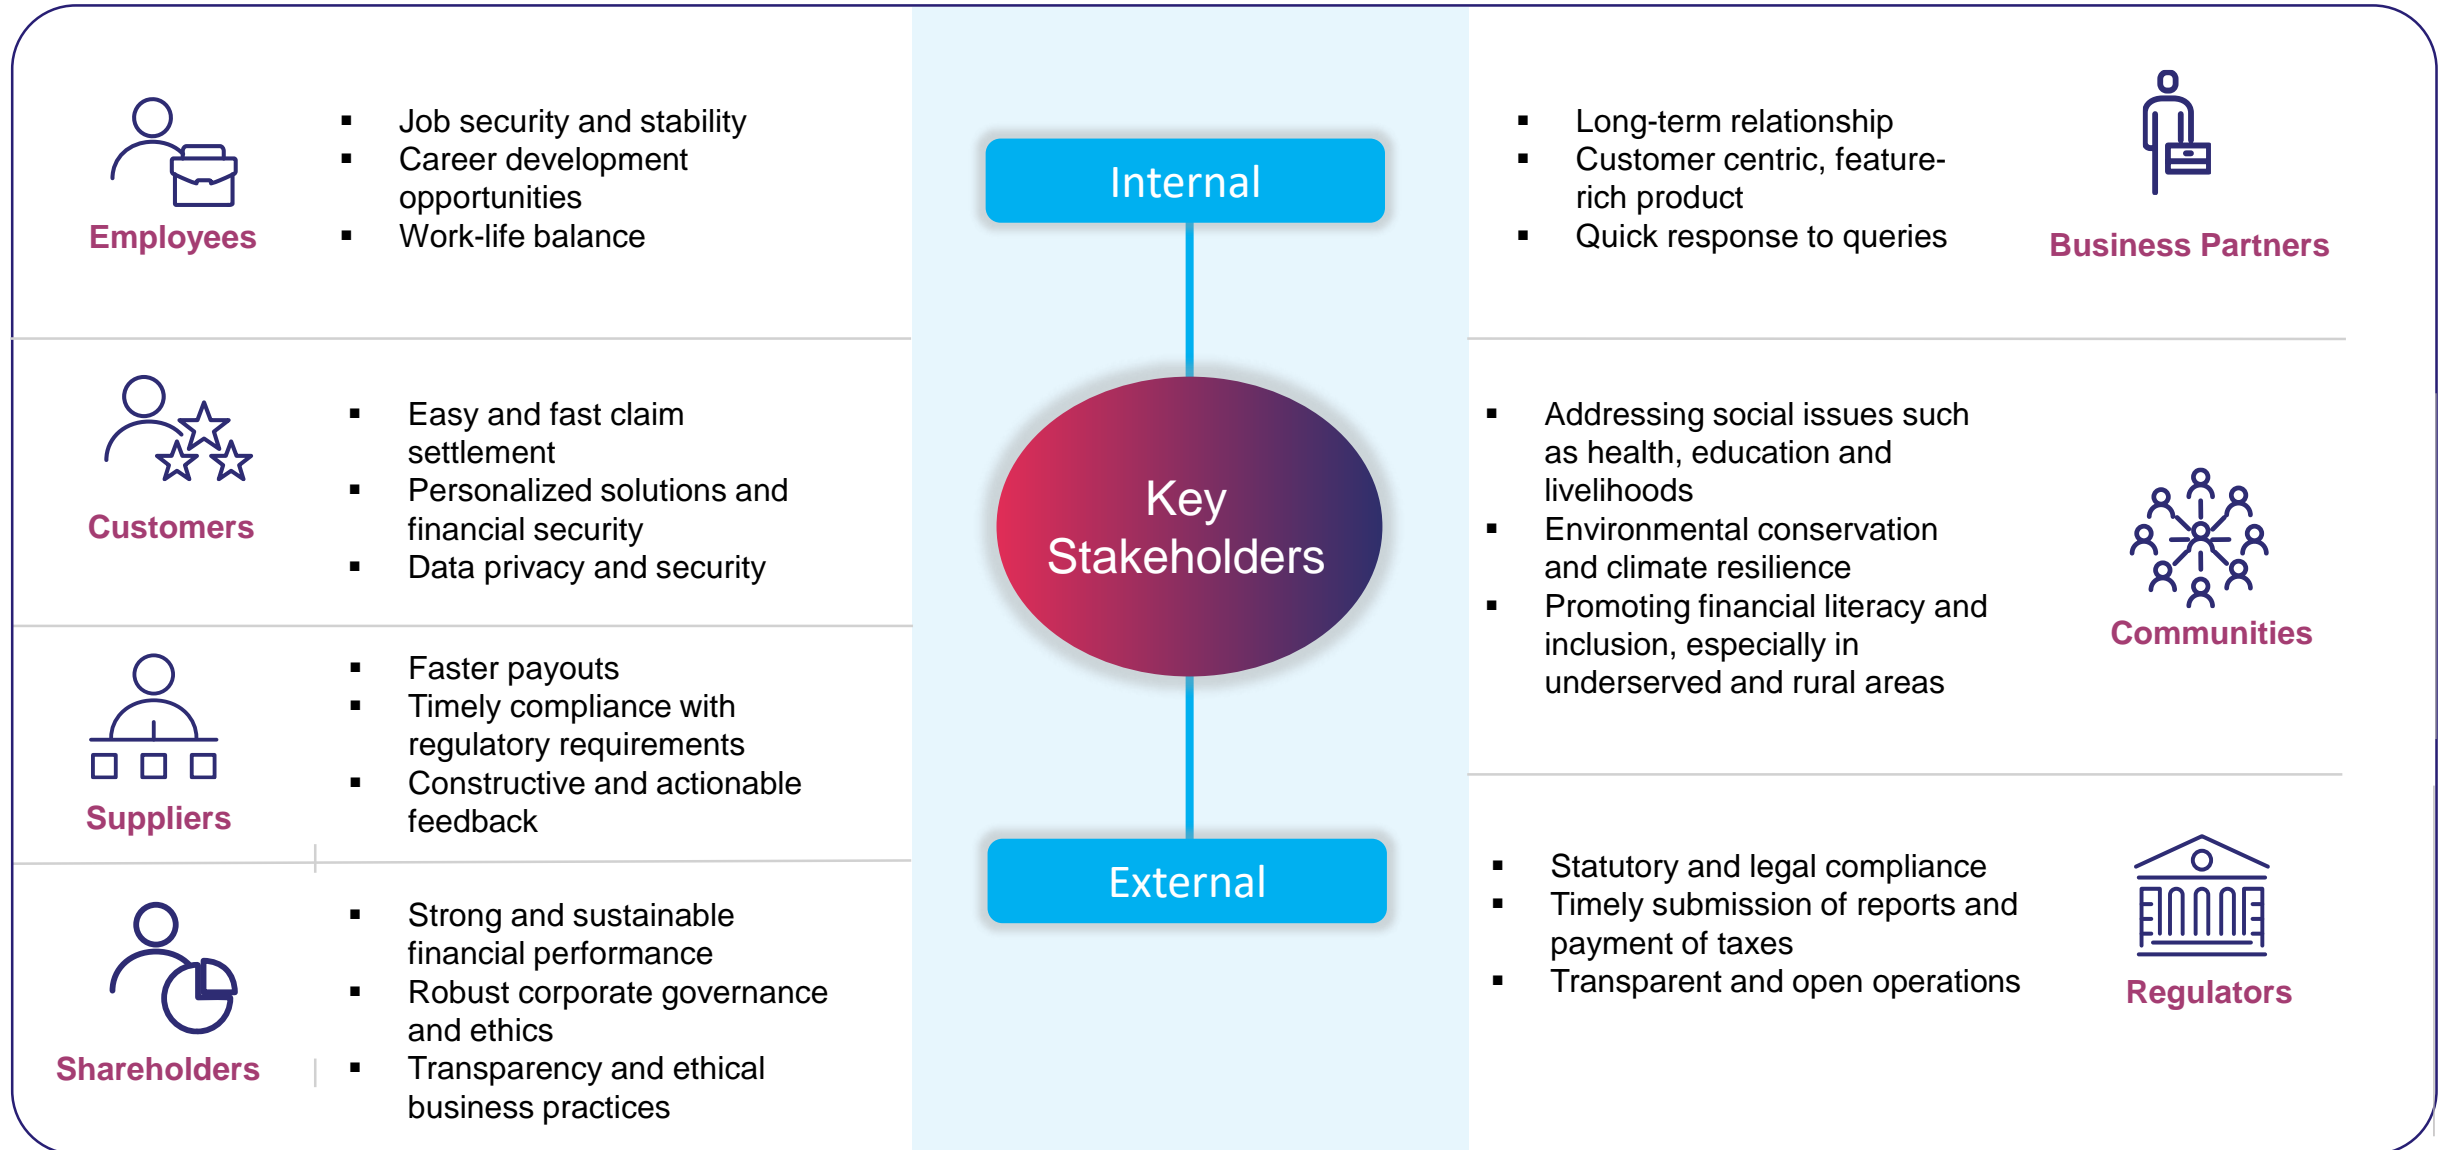 Employees
▪ Job security and stability
▪ Career development
opportunities
▪ Work-life balance
Customers
▪ Easy and fast claim
settlement
▪ Personalized solutions and
financial security
▪ Data privacy and security
Suppliers
▪ Faster payouts
▪ Timely compliance with
regulatory requirements
▪ Constructive and actionable
feedback
Shareholders
▪ Strong and sustainable
financial performance
▪ Robust corporate governance
and ethics
▪ Transparency and ethical
business practices
Internal
Key
Stakeholders
External
▪ Long-term relationship
▪ Customer centric, feature-
rich product
▪ Quick response to queries
Business Partners
▪ Addressing social issues such
as health, education and
livelihoods
▪ Environmental conservation
and climate resilience
▪ Promoting financial literacy and
inclusion, especially in
underserved and rural areas
Communities
▪ Statutory and legal compliance
▪ Timely submission of reports and
payment of taxes
▪ Transparent and open operations
Regulators